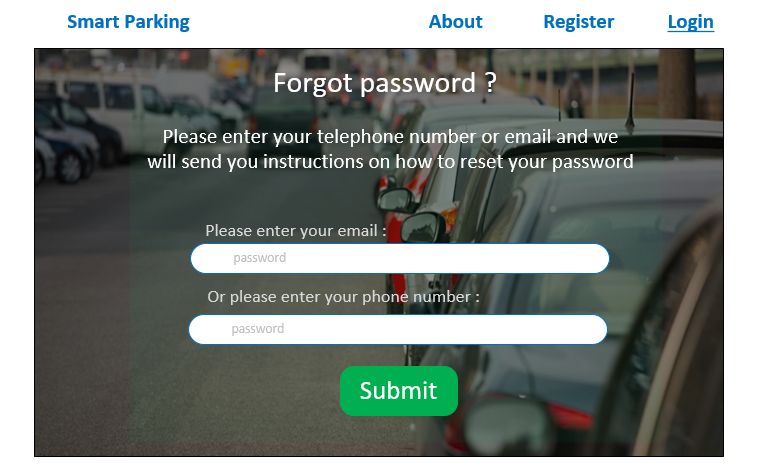 Smart Parking About Register Login
Forgot password ?
Please enter your telephone number or email and we
will send you instructions on how to reset your password
Please enter your email :
password
Or please enter your phone number :
password
Submit